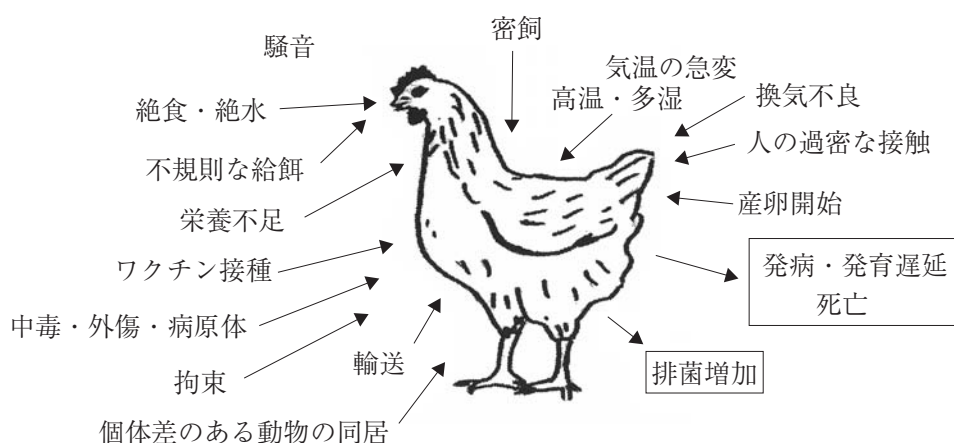 密飼
騒音
気温の急変
高温・多湿
換気不良
絶食・絶水
人の過密な接触
不規則な給餌
産卵開始
栄養不足
ワクチン接種
発病・発育遅延
死亡
中毒・外傷・病原体
輸送
排菌増加
拘束
個体差のある動物の同居